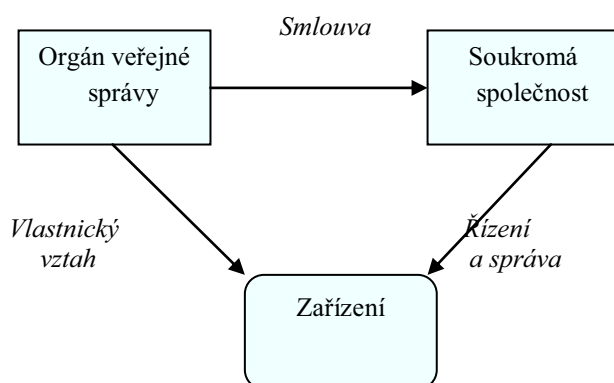 Smlouva
Orgán veřejné
správy
Soukromá
společnost
Vlastnický
vztah
Řízení
a správa
Zařízení